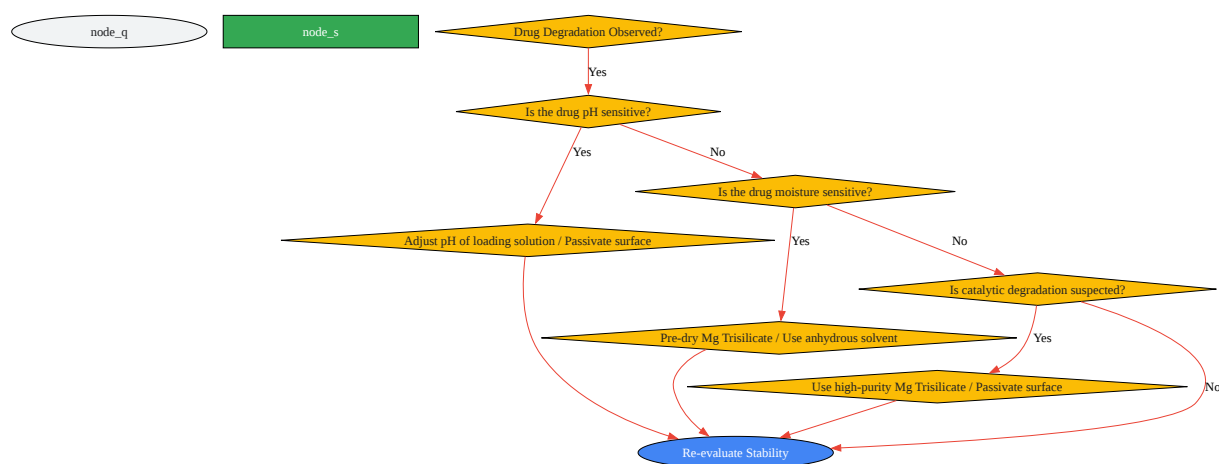 node_q
node_s
Drug Degradation Observed?
Yes
Is the drug pH sensitive?
Yes
No
Is the drug moisture sensitive?
Adjust pH of loading solution / Passivate surface
Yes
No
Is catalytic degradation suspected?
Pre-dry Mg Trisilicate / Use anhydrous solvent
Yes
Use high-purity Mg Trisilicate / Passivate surface
No
Re-evaluate Stability